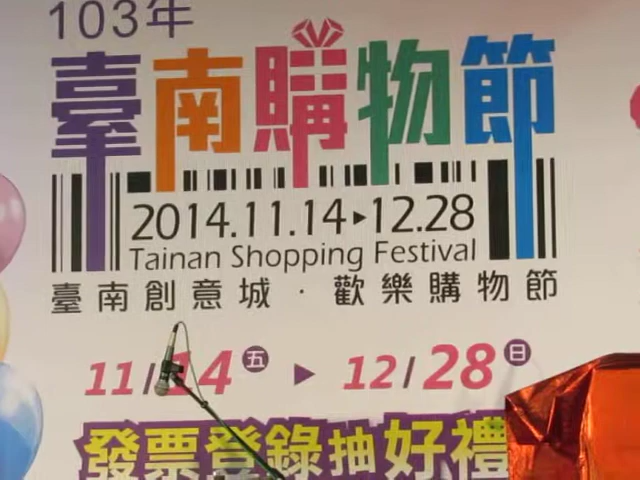 103年
臺南購物節
2014.11.14▸12.28
Tainan Shopping Festival
臺南創意城·歡樂購物節
11/14 五 ▸ 12/28 日
發票登錄抽好禮